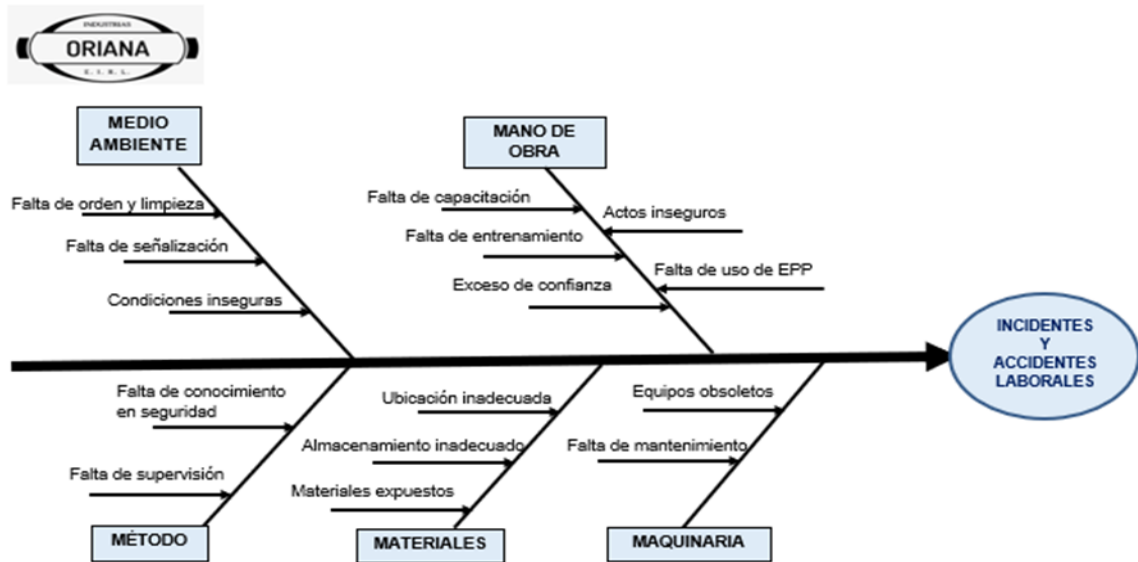 INDUSTRIAS
ORIANA
E. I. R. L.
MEDIO
AMBIENTE
MANO DE
OBRA
Falta de orden y limpieza
Falta de señalización
Condiciones inseguras
Falta de capacitación
Falta de entrenamiento
Exceso de confianza
Actos inseguros
Falta de uso de EPP
INCIDENTES
Y
ACCIDENTES
LABORALES
Falta de conocimiento
en seguridad
Falta de supervisión
Ubicación inadecuada
Almacenamiento inadecuado
Materiales expuestos
Equipos obsoletos
Falta de mantenimiento
MÉTODO
MATERIALES
MAQUINARIA